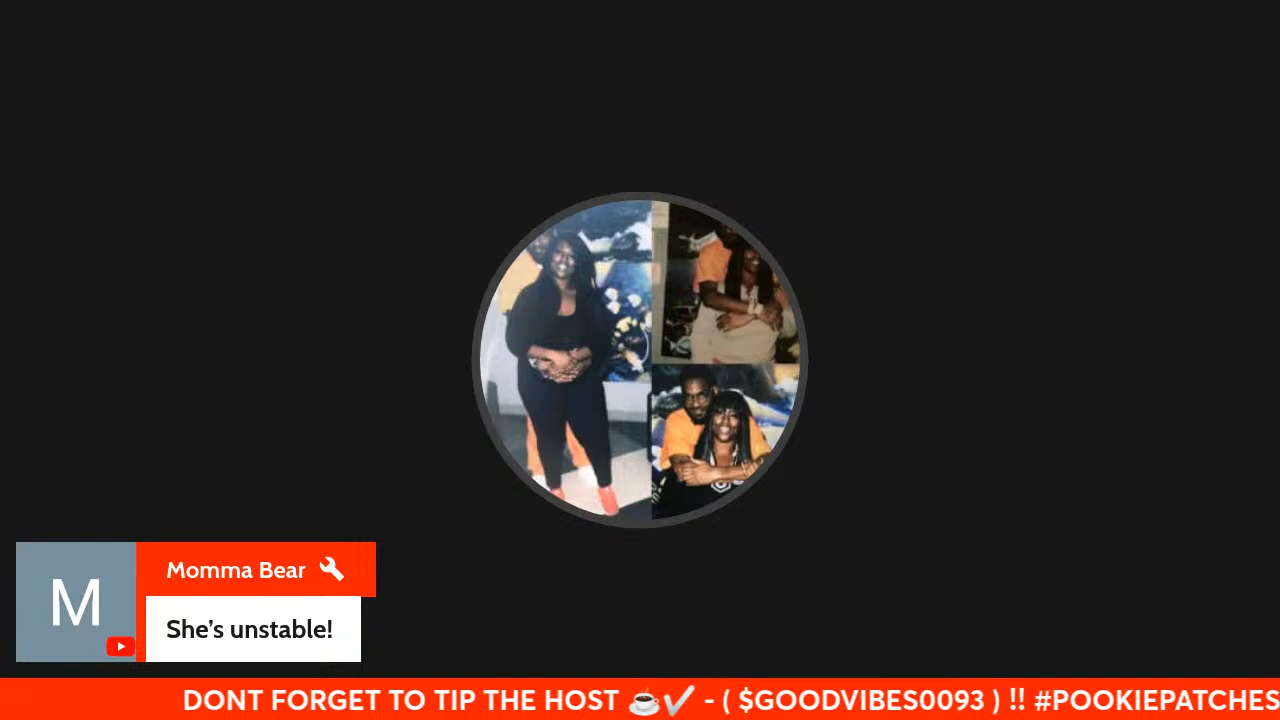 M
Momma Bear
She's unstable!
DONT FORGET TO TIP THE HOST ☕✔️ - ( $GOODVIBES0093 ) !! #POOKIEPATCHES